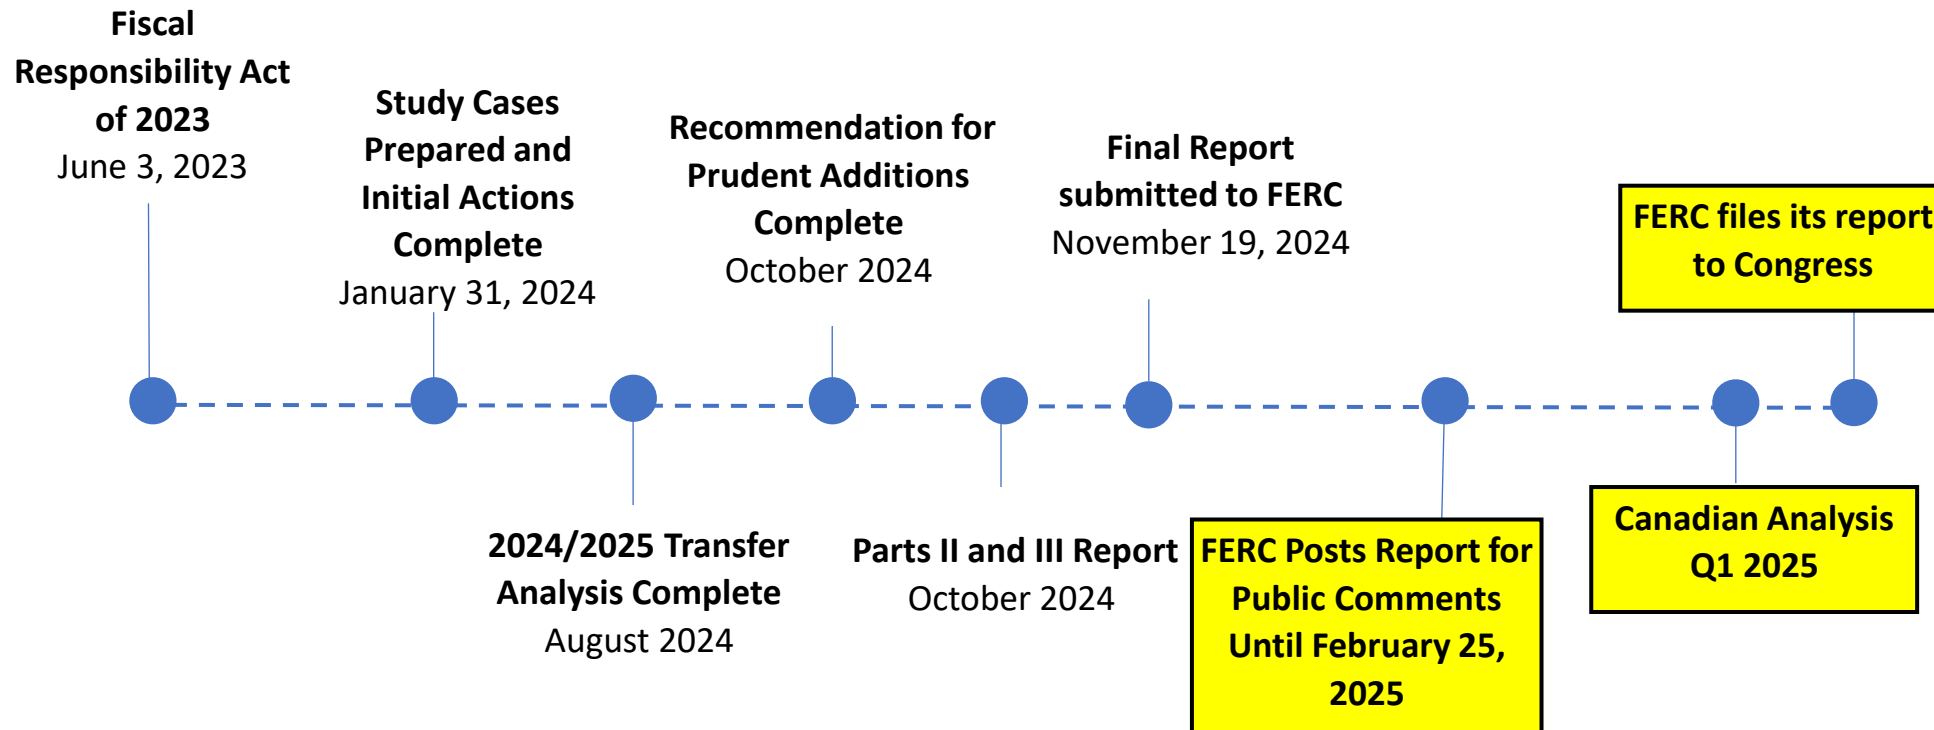 Fiscal
Responsibility Act
of 2023
June 3, 2023
Study Cases
Prepared and
Initial Actions
Complete
January 31, 2024
2024/2025 Transfer
Analysis Complete
August 2024
Recommendation for
Prudent Additions
Complete
October 2024
Parts II and III Report
October 2024
Final Report
submitted to FERC
November 19, 2024
FERC Posts Report for
Public Comments
Until February 25,
2025
Canadian Analysis
Q1 2025
FERC files its report
to Congress